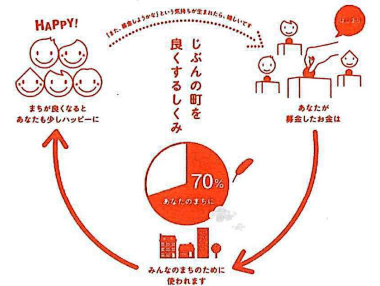 HAPPY!
「また、募金しようかな」という気持ちが生まれたら、嬉しいです
じぶんの町を
良くするしくみ
まちが良くなると
あなたも少しハッピーに
あなたが
募金したお金は
70%
あなたのまちに
みんなのまちのために
使われます